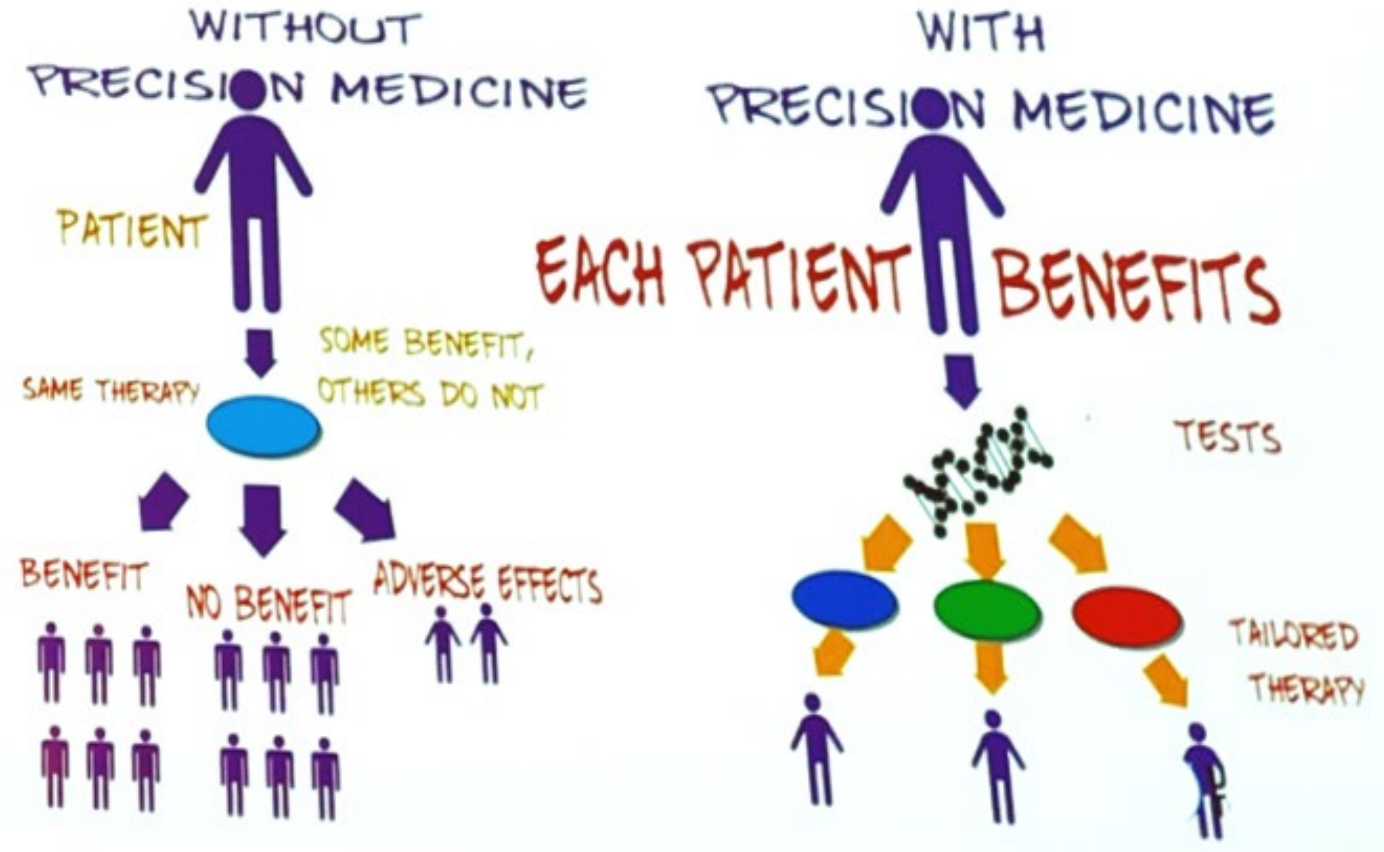 WITHOUT
PRECISION MEDICINE
PATIENT
SOME BENEFIT,
OTHERS DO NOT
SAME THERAPY
BENEFIT
NO BENEFIT
ADVERSE EFFECTS
WITH
PRECISION MEDICINE
EACH PATIENT BENEFITS
TESTS
TAILORED
THERAPY